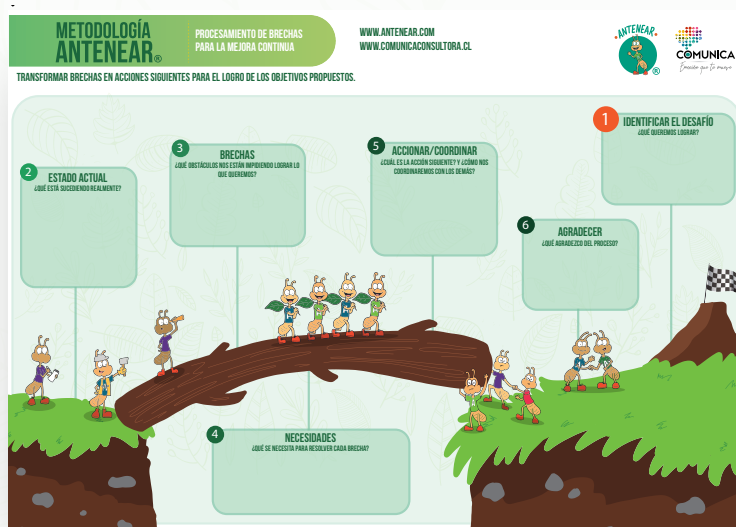 METODOLOGÍA
ANTENEAR®
PROCESAMIENTO DE BRECHAS
PARA LA MEJORA CONTINUA
WWW.ANTENEAR.COM
WWW.COMUNICACONSULTORA.CL
ANTENEAR
®
COMUNICA
Emoción que te mueve
TRANSFORMAR BRECHAS EN ACCIONES SIGUIENTES PARA EL LOGRO DE LOS OBJETIVOS PROPUESTOS.
1
IDENTIFICAR EL DESAFÍO
¿QUÉ QUEREMOS LOGRAR?
2
ESTADO ACTUAL
¿QUÉ ESTÁ SUCEDIENDO REALMENTE?
3
BRECHAS
¿QUÉ OBSTÁCULOS NOS ESTÁN IMPIDIENDO LOGRAR LO
QUE QUEREMOS?
4
NECESIDADES
¿QUÉ SE NECESITA PARA RESOLVER CADA BRECHA?
5
ACCIONAR/COORDINAR
¿CUÁL ES LA ACCIÓN SIGUIENTE? Y ¿CÓMO NOS
COORDINAREMOS CON LOS DEMÁS?
6
AGRADECER
¿QUÉ AGRADEZCO DEL PROCESO?